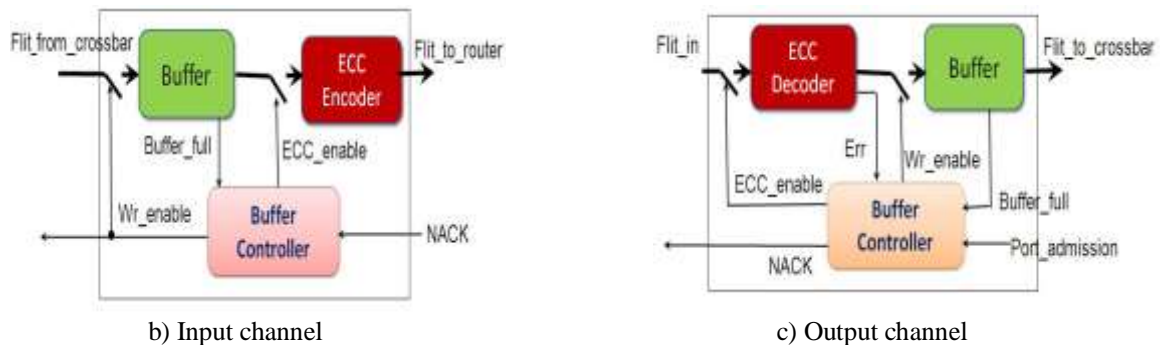 Flit_from_crossbar
Buffer
ECC
Encoder
Flit_to_router
Buffer_full
ECC_enable
Wr_enable
Buffer
Controller
NACK
b) Input channel
Flit_in
ECC
Decoder
Buffer
Flit_to_crossbar
Err
Wr_enable
ECC_enable
Buffer
Controller
Buffer_full
Port_admission
NACK
c) Output channel